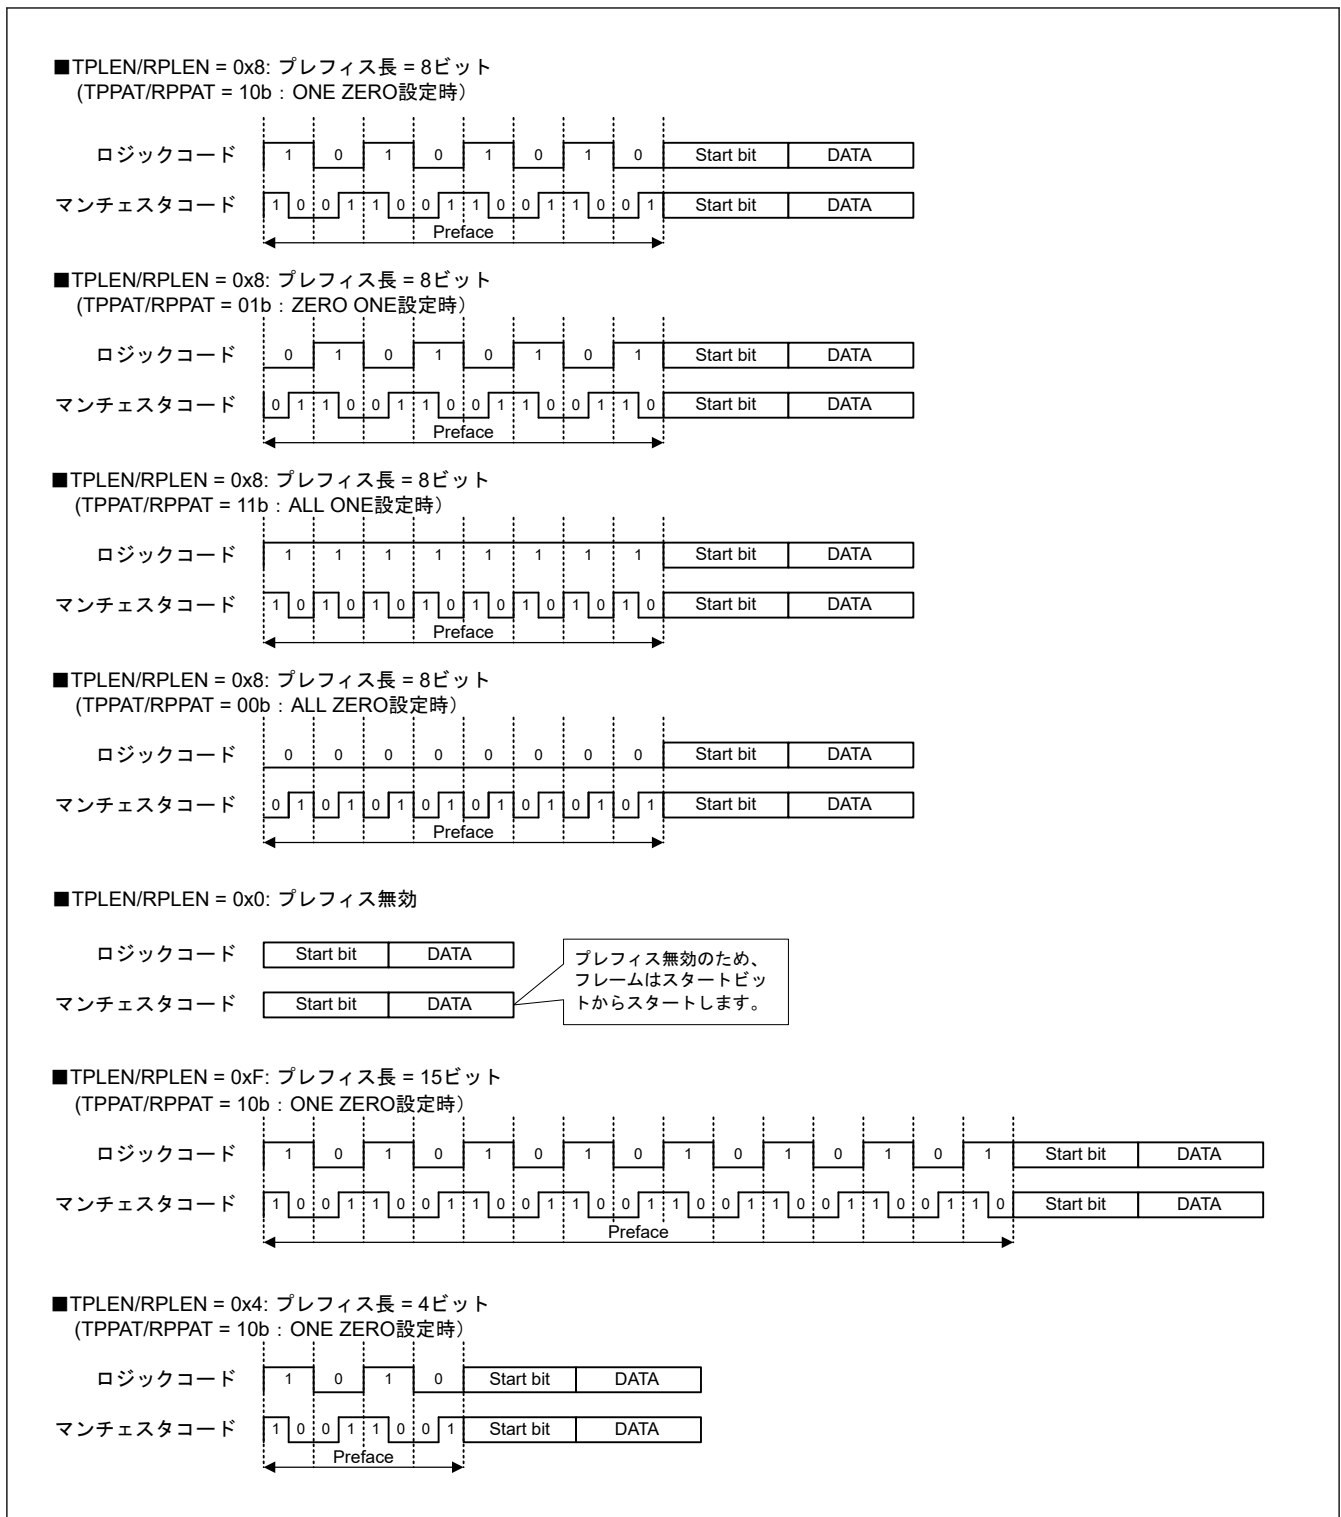 ■TPLEN/RPLEN = 0x8: プレフィス長 = 8ビット
(TPPAT/RPPAT = 10b：ONE ZERO設定時）
ロジックコード 1 0 1 0 1 0 1 0 Start bit DATA
マンチェスタコード 1 0 0 1 1 0 0 1 1 0 0 1 1 0 0 1 Start bit DATA
Preface
■TPLEN/RPLEN = 0x8: プレフィス長 = 8ビット
(TPPAT/RPPAT = 01b：ZERO ONE設定時）
ロジックコード 0 1 0 1 0 1 0 1 Start bit DATA
マンチェスタコード 0 1 1 0 0 1 1 0 0 1 1 0 0 1 1 0 Start bit DATA
Preface
■TPLEN/RPLEN = 0x8: プレフィス長 = 8ビット
(TPPAT/RPPAT = 11b：ALL ONE設定時）
ロジックコード 1 1 1 1 1 1 1 1 Start bit DATA
マンチェスタコード 1 0 1 0 1 0 1 0 1 0 1 0 1 0 1 0 Start bit DATA
Preface
■TPLEN/RPLEN = 0x8: プレフィス長 = 8ビット
(TPPAT/RPPAT = 00b：ALL ZERO設定時）
ロジックコード 0 0 0 0 0 0 0 0 Start bit DATA
マンチェスタコード 0 1 0 1 0 1 0 1 0 1 0 1 0 1 0 1 Start bit DATA
Preface
■TPLEN/RPLEN = 0x0: プレフィス無効
ロジックコード Start bit DATA
マンチェスタコード Start bit DATA
プレフィス無効のため、
フレームはスタートビッ
トからスタートします。
■TPLEN/RPLEN = 0xF: プレフィス長 = 15ビット
(TPPAT/RPPAT = 10b：ONE ZERO設定時）
ロジックコード 1 0 1 0 1 0 1 0 1 0 1 0 1 0 1 Start bit DATA
マンチェスタコード 1 0 0 1 1 0 0 1 1 0 0 1 1 0 0 1 1 0 0 1 1 0 0 1 1 0 0 1 1 0 Start bit DATA
Preface
■TPLEN/RPLEN = 0x4: プレフィス長 = 4ビット
(TPPAT/RPPAT = 10b：ONE ZERO設定時）
ロジックコード 1 0 1 0 Start bit DATA
マンチェスタコード 1 0 0 1 1 0 0 1 Start bit DATA
Preface